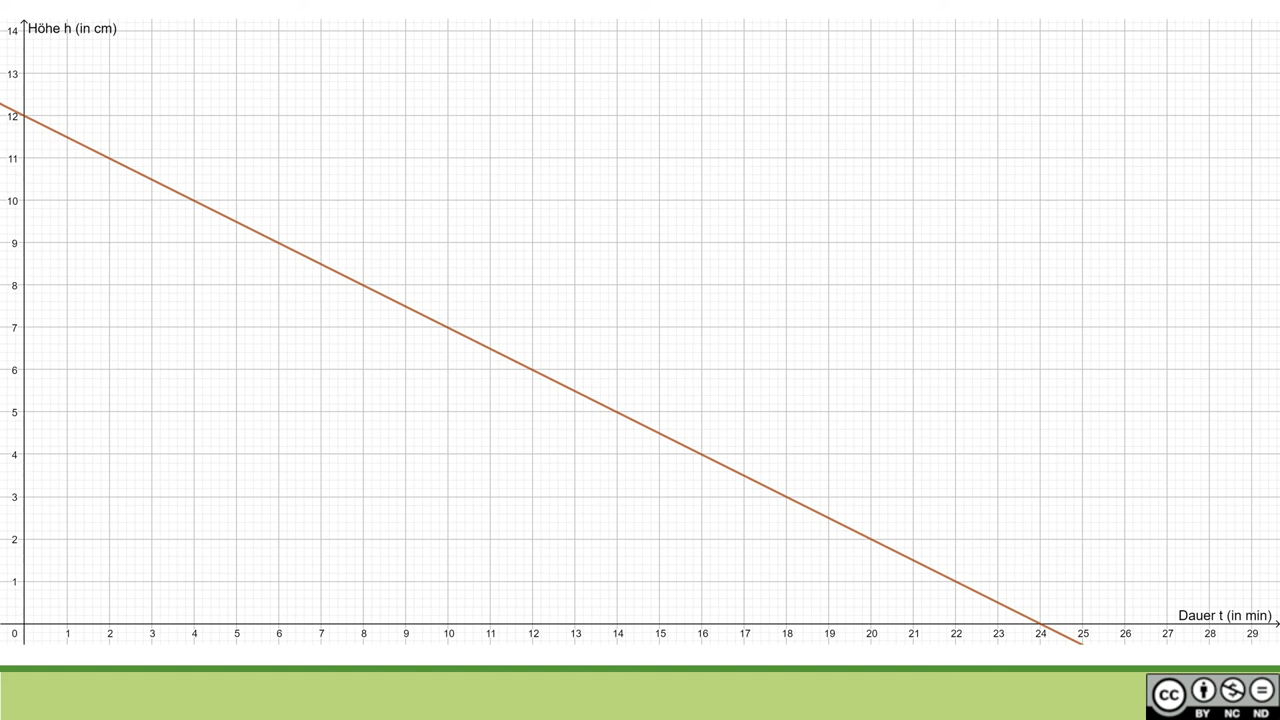 Höhe h (in cm)
14
13
12
11
10
9
8
7
6
5
4
3
2
1
Dauer t (in min)
0 1 2 3 4 5 6 7 8 9 10 11 12 13 14 15 16 17 18 19 20 21 22 23 24 25 26 27 28 29
cc
BY NC ND